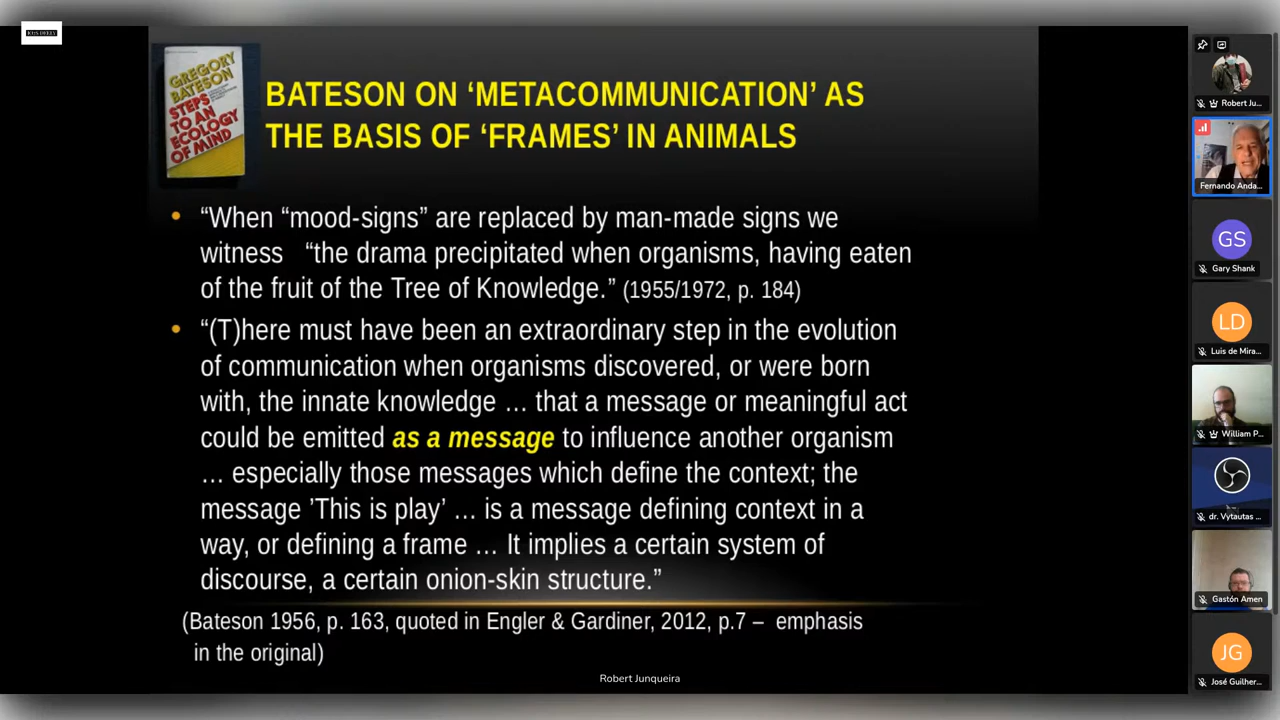 GREGORY
BATESON
STEPS
TO AN
ECOLOGY
OF MIND
BATESON ON ‘METACOMMUNICATION’ AS
THE BASIS OF ‘FRAMES’ IN ANIMALS
• “When “mood-signs” are replaced by man-made signs we
witness “the drama precipitated when organisms, having eaten
of the fruit of the Tree of Knowledge.” (1955/1972, p. 184)
• “(T)here must have been an extraordinary step in the evolution
of communication when organisms discovered, or were born
with, the innate knowledge … that a message or meaningful act
could be emitted as a message to influence another organism
… especially those messages which define the context; the
message ’This is play’ … is a message defining context in a
way, or defining a frame … It implies a certain system of
discourse, a certain onion-skin structure.”
(Bateson 1956, p. 163, quoted in Engler & Gardiner, 2012, p.7 – emphasis
in the original)
Robert Junqueira
Robert Ju...
Fernando Anda...
GS
Gary Shank
LD
Luis de Mira...
William P...
dr. Vytautas ...
Gastón Amen
JG
José Guilher...